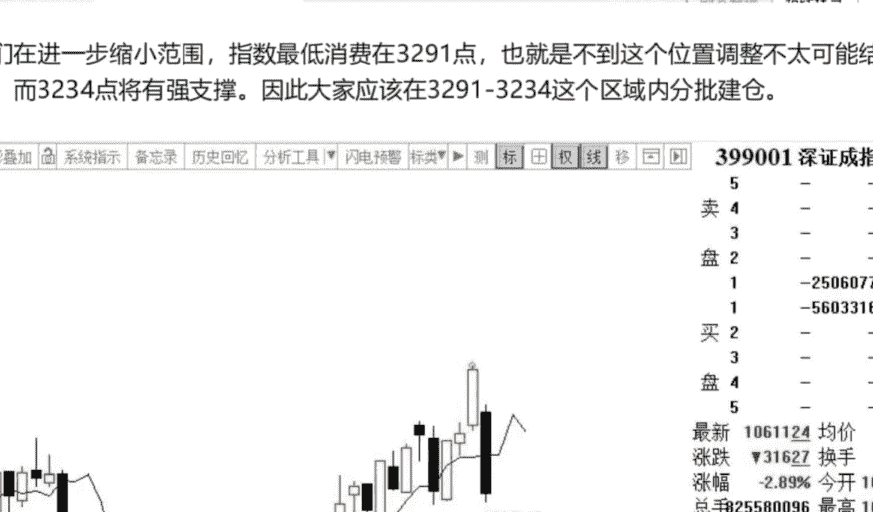 们在进一步缩小范围，指数最低消费在3291点，也就是不到这个位置调整不太可能结
而3234点将有强支撑。因此大家应该在3291-3234这个区域内分批建仓。
叠加 系统指示 备忘录 历史回忆 分析工具 闪电预警 标类 测 标 权 线 移
399001 深证成指
5 –
卖 4 –
3 –
盘 2 –
1 –2506077
1 –5603316
买 2 –
3 –
盘 4 –
5 –
最新 1061124 均价
涨跌 ▼31627 换手
涨幅 -2.89% 今开 10
总手825580096 最高 10